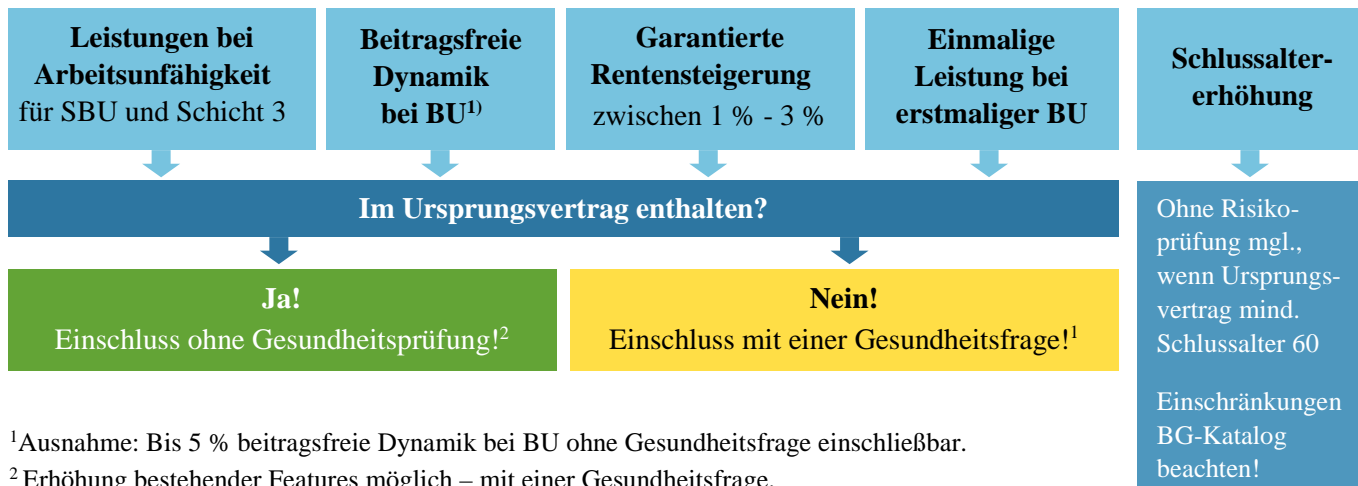 Leistungen bei
Arbeitsunfähigkeit
für SBU und Schicht 3
Beitragsfreie
Dynamik
bei BU¹⁾
Garantierte
Rentensteigerung
zwischen 1 % - 3 %
Einmalige
Leistung bei
erstmaliger BU
Schlussalter-
erhöhung
Im Ursprungsvertrag enthalten?
Ja!
Einschluss ohne Gesundheitsprüfung!²
Nein!
Einschluss mit einer Gesundheitsfrage!¹
Ohne Risiko-
prüfung mgl.,
wenn Ursprungs-
vertrag mind.
Schlussalter 60
Einschränkungen
BG-Katalog
beachten!
¹Ausnahme: Bis 5 % beitragsfreie Dynamik bei BU ohne Gesundheitsfrage einschließbar.
² Erhöhung bestehender Features möglich – mit einer Gesundheitsfrage.